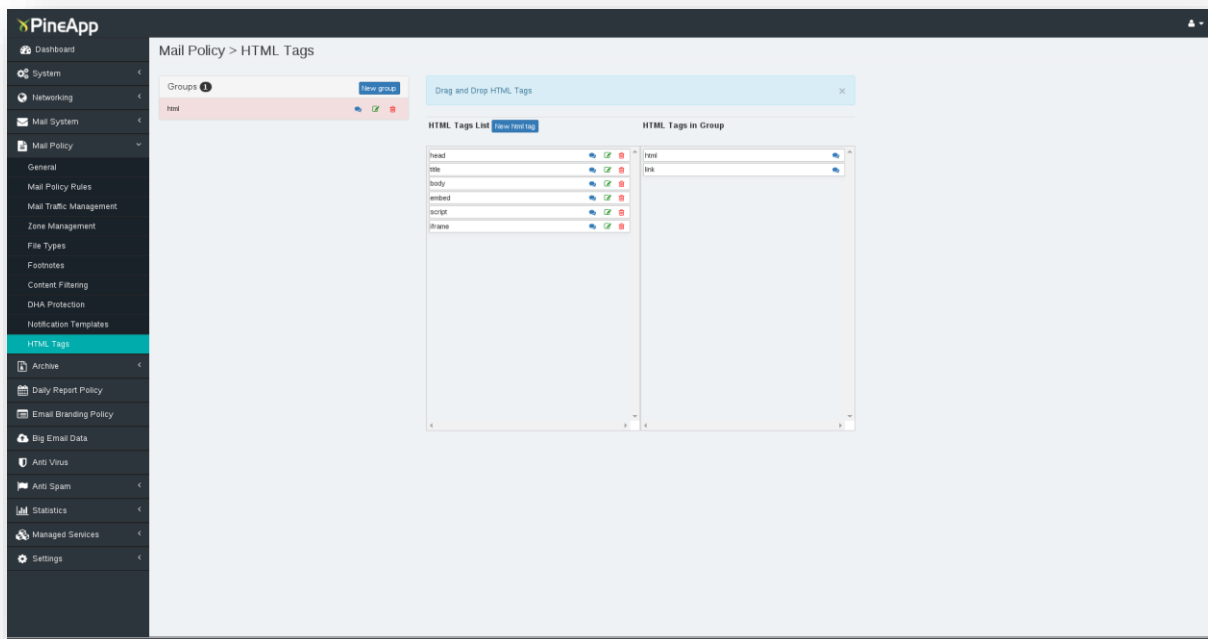 PineApp
Dashboard
System
Networking
Mail System
Mail Policy
General
Mail Policy Rules
Mail Traffic Management
Zone Management
File Types
Footnotes
Content Filtering
DHA Protection
Notification Templates
HTML Tags
Archive
Daily Report Policy
Email Branding Policy
Big Email Data
Anti Virus
Anti Spam
Statistics
Managed Services
Settings
Mail Policy > HTML Tags
Groups 1 New group
html
Drag and Drop HTML Tags ×
HTML Tags List New html tag
head
title
body
embed
script
iframe
HTML Tags in Group
html
link